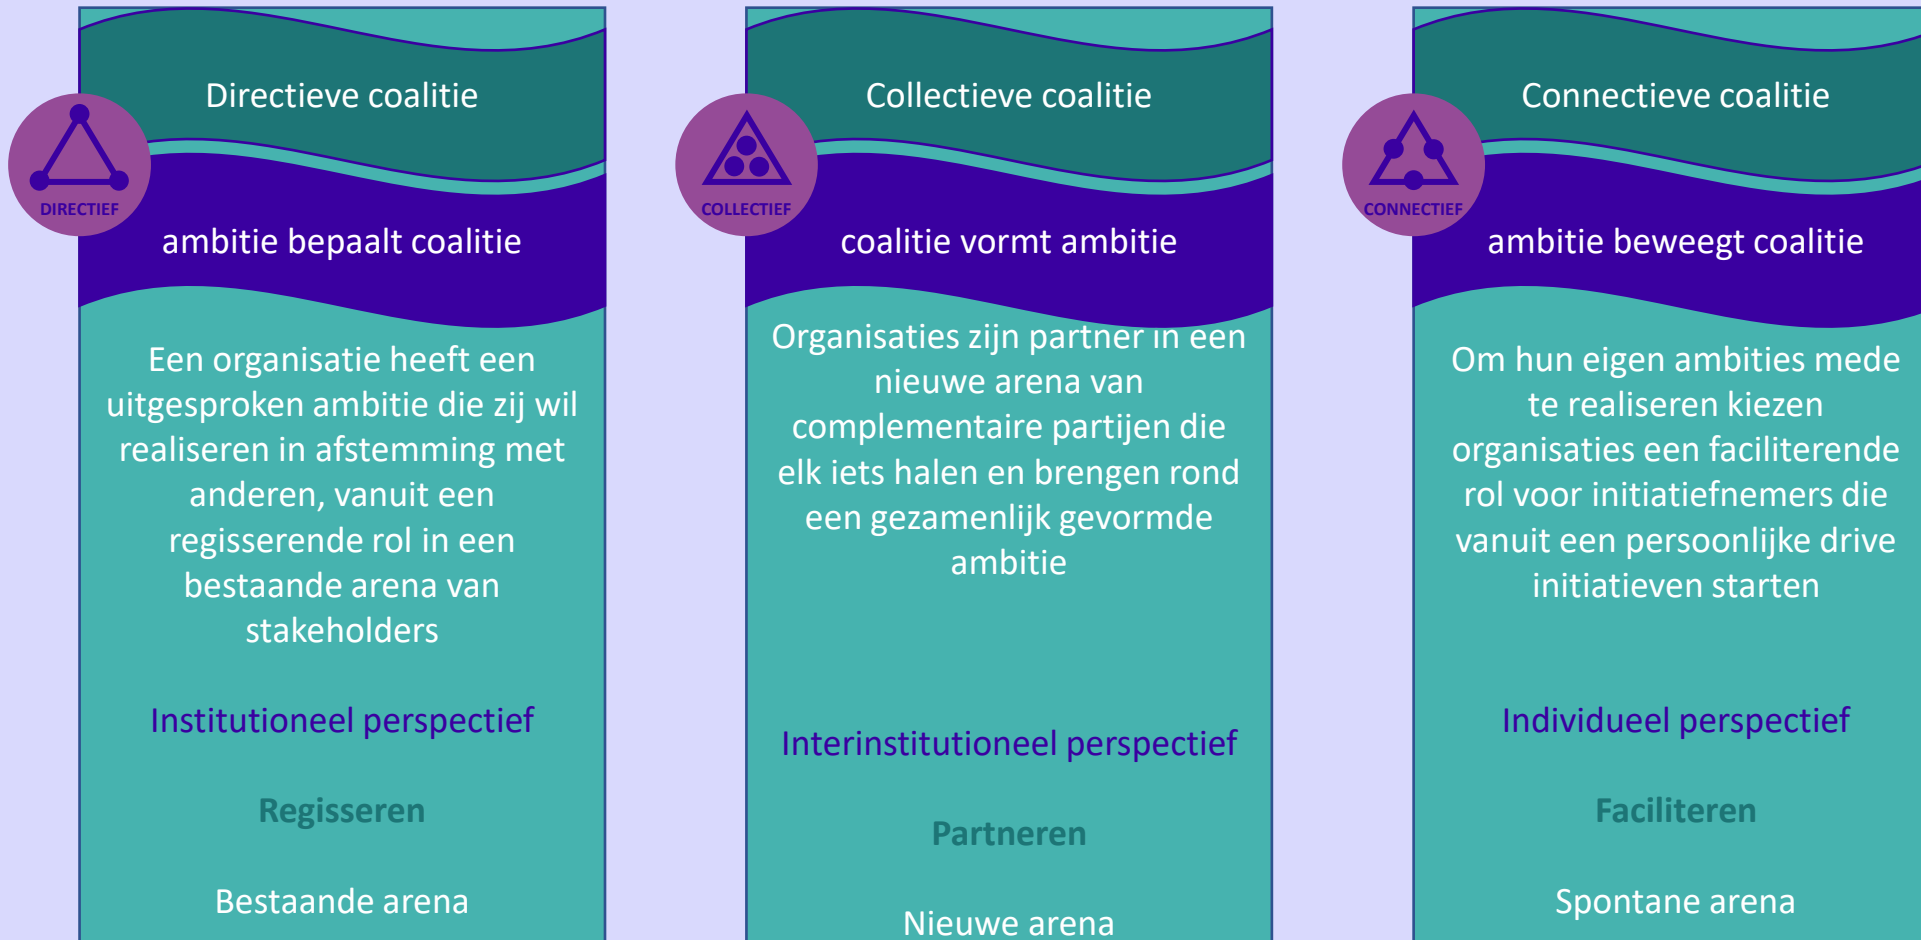 Directieve coalitie
DIRECTIEF
ambitie bepaalt coalitie
Een organisatie heeft een
uitgesproken ambitie die zij wil
realiseren in afstemming met
anderen, vanuit een
regisserende rol in een
bestaande arena van
stakeholders
Institutioneel perspectief
Regisseren
Bestaande arena
Collectieve coalitie
COLLECTIEF
coalitie vormt ambitie
Organisaties zijn partner in een
nieuwe arena van
complementaire partijen die
elk iets halen en brengen rond
een gezamenlijk gevormde
ambitie
Interinstitutioneel perspectief
Partneren
Nieuwe arena
Connectieve coalitie
CONNECTIEF
ambitie beweegt coalitie
Om hun eigen ambities mede
te realiseren kiezen
organisaties een faciliterende
rol voor initiatiefnemers die
vanuit een persoonlijke drive
initiatieven starten
Individueel perspectief
Faciliteren
Spontane arena